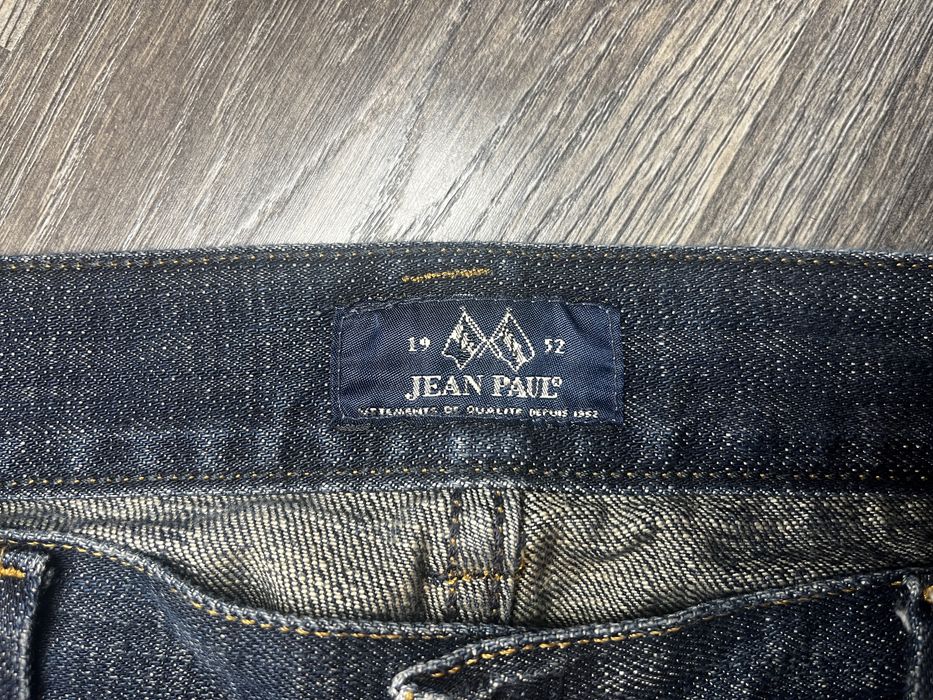 19 52
JEAN PAUL®
VETEMENTS DE QUALITE DEPUIS 1952